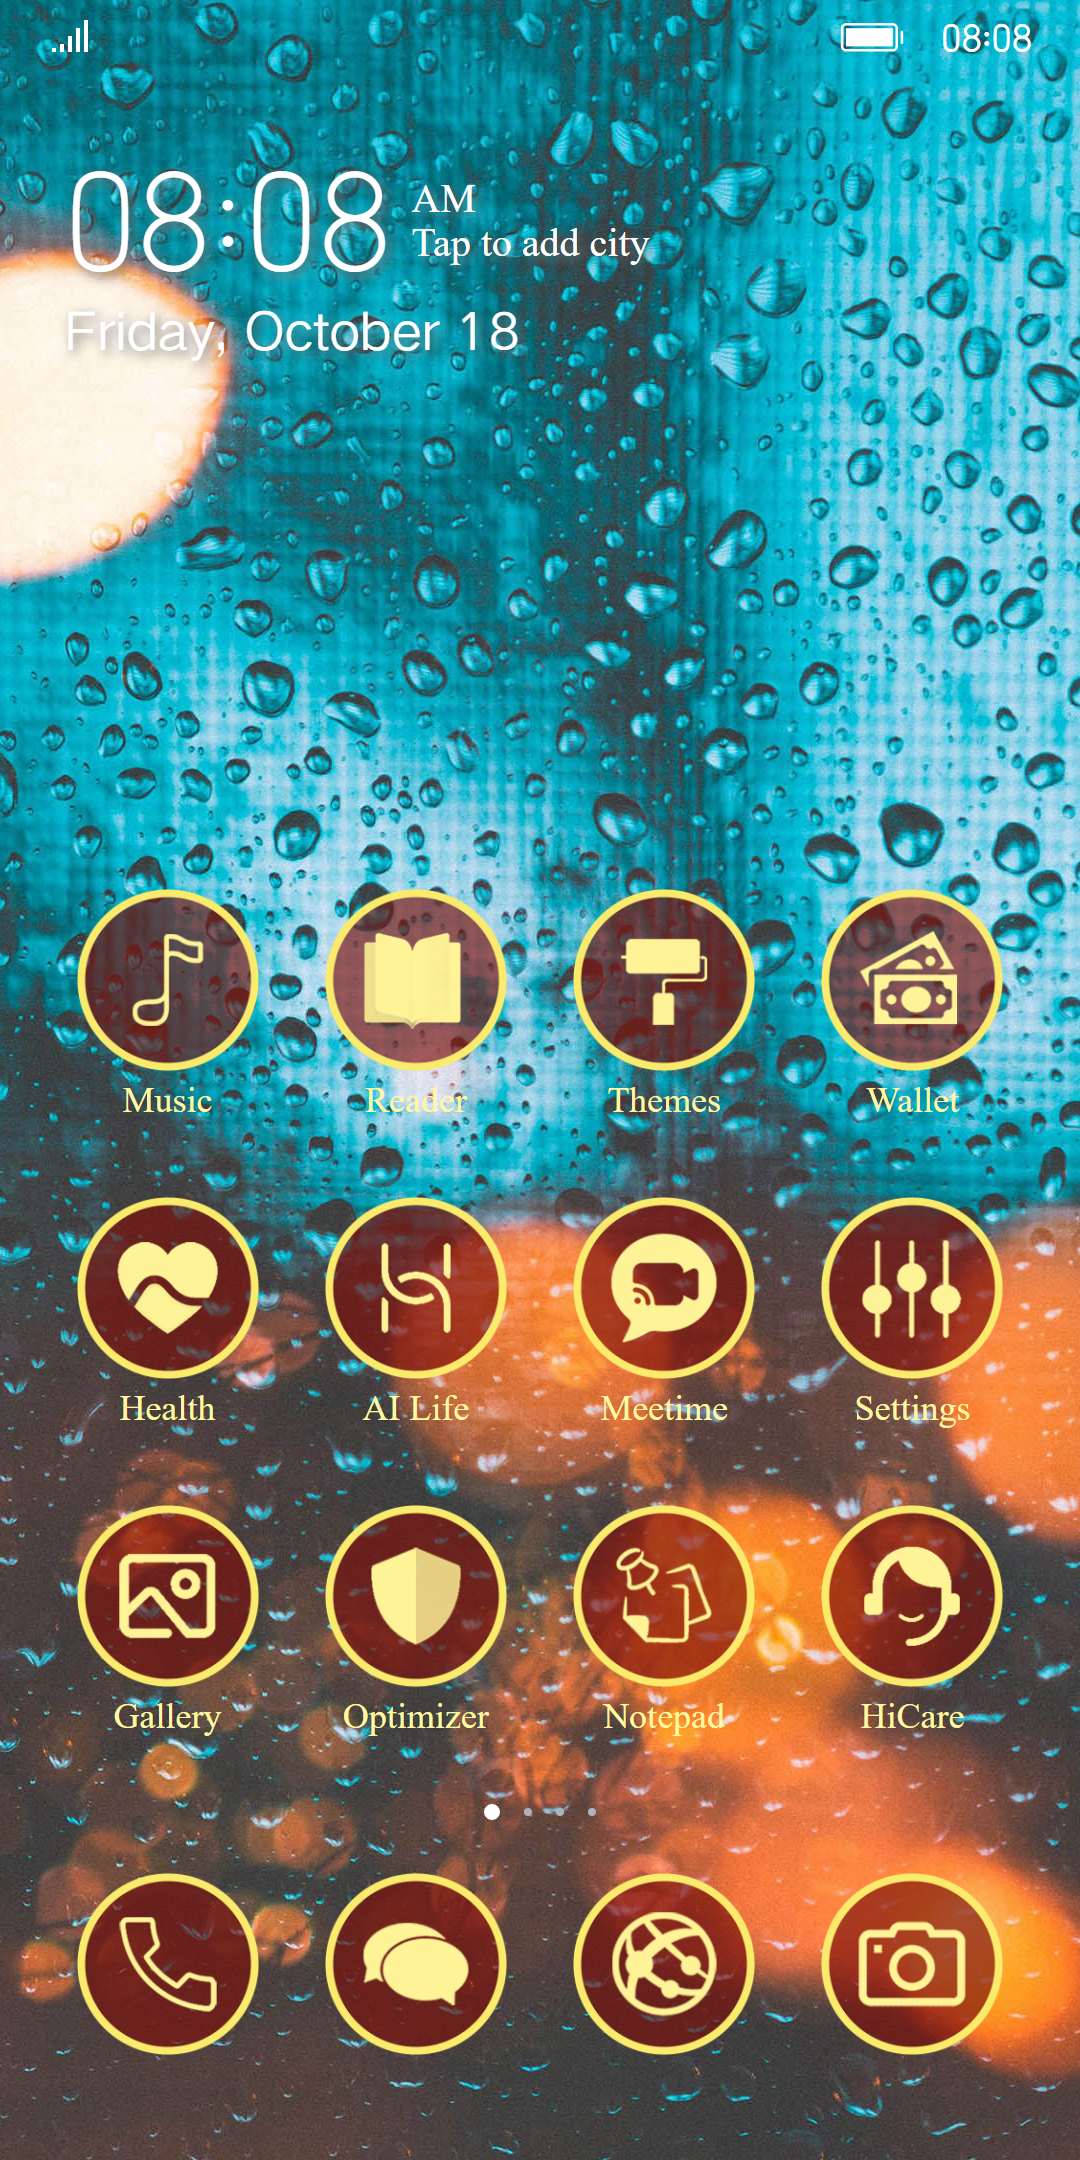 08:08
08:08 AM
Tap to add city
Friday, October 18
Music Reader Themes Wallet
Health AI Life Meetime Settings
Gallery Optimizer Notepad HiCare